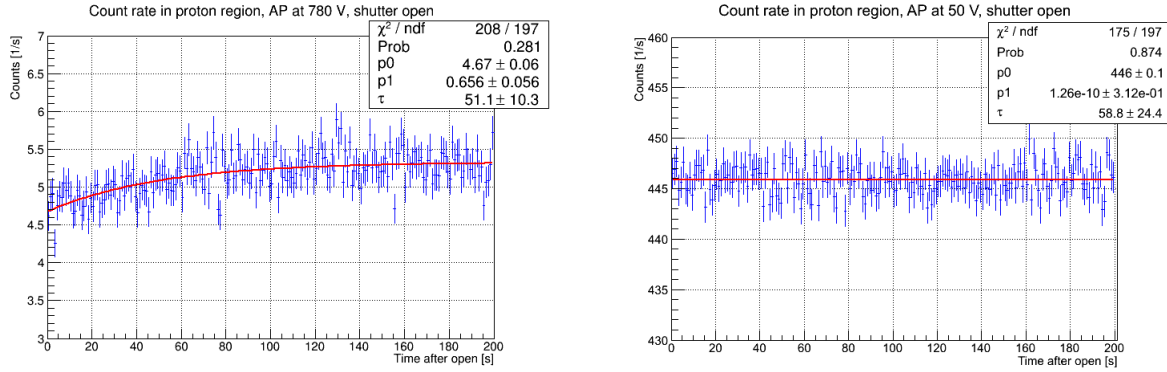 Count rate in proton region, AP at 780 V, shutter open
χ² / ndf 208 / 197
Prob 0.281
p0 4.67 ± 0.06
p1 0.656 ± 0.056
τ 51.1 ± 10.3
Counts [1/s]
7
6.5
6
5.5
5
4.5
4
3.5
3
0 20 40 60 80 100 120 140 160 180 200
Time after open [s]
Count rate in proton region, AP at 50 V, shutter open
χ² / ndf 175 / 197
Prob 0.874
p0 446 ± 0.1
p1 1.26e-10 ± 3.12e-01
τ 58.8 ± 24.4
Counts [1/s]
460
455
450
445
440
435
430
0 20 40 60 80 100 120 140 160 180 200
Time after open [s]